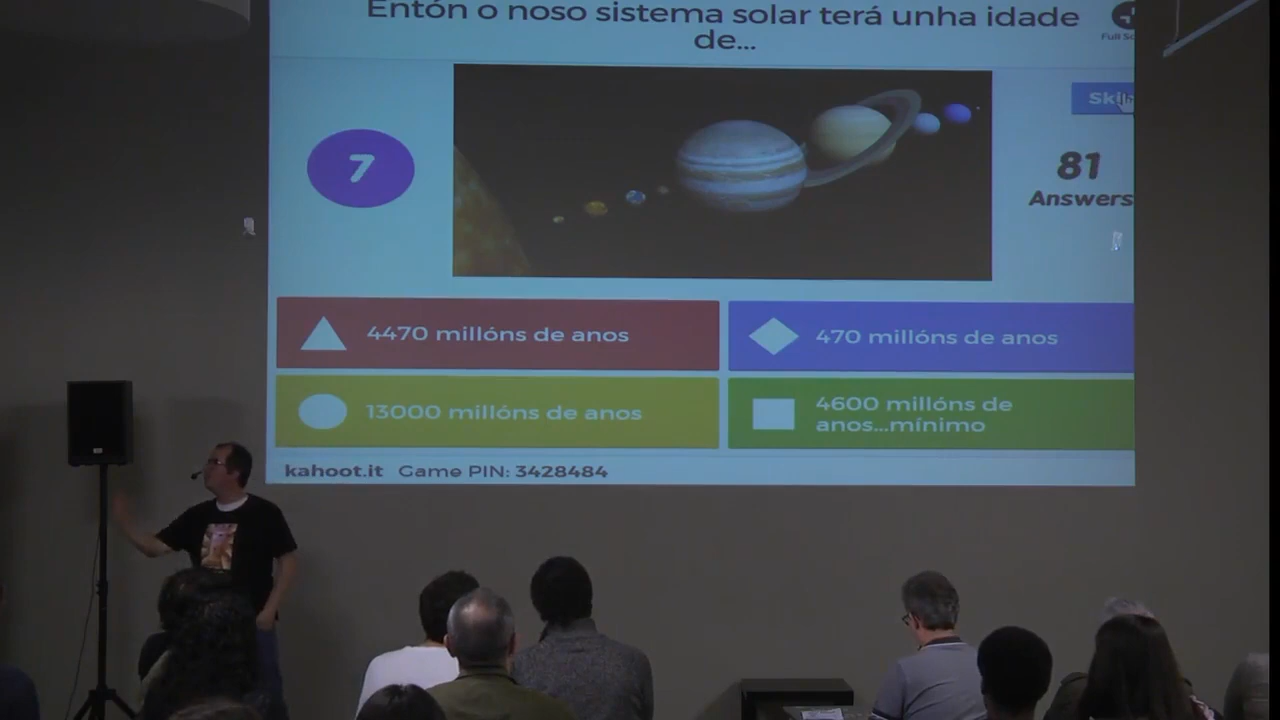 Entón o noso sistema solar terá unha idade
de...
7
81
Answers
4470 millóns de anos
470 millóns de anos
13000 millóns de anos
4600 millóns de
anos...mínimo
kahoot.it Game PIN: 3428484